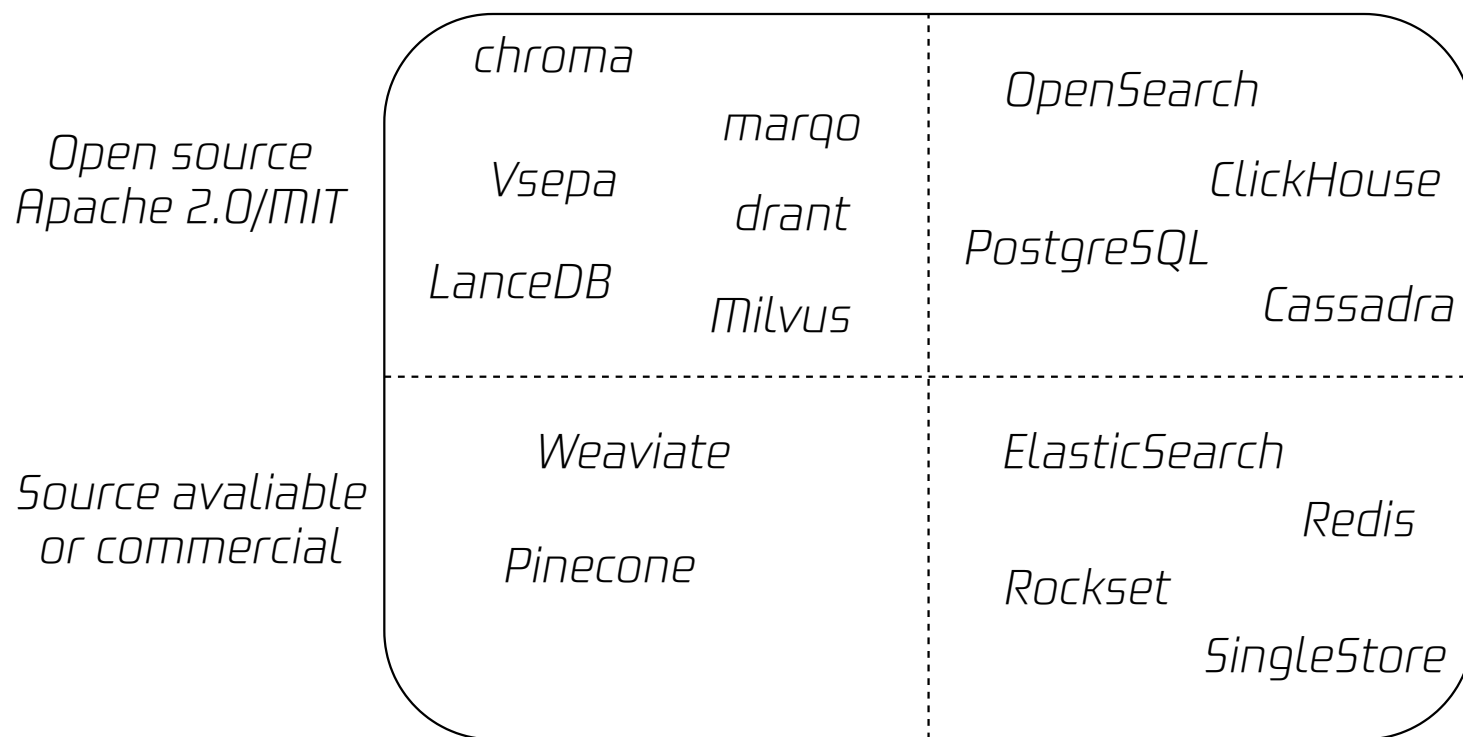 Open source
Apache 2.0/MIT
chroma
marqo
Vsepa
drant
LanceDB
Milvus
OpenSearch
ClickHouse
PostgreSQL
Cassadra
Source avaliable
or commercial
Weaviate
Pinecone
ElasticSearch
Redis
Rockset
SingleStore